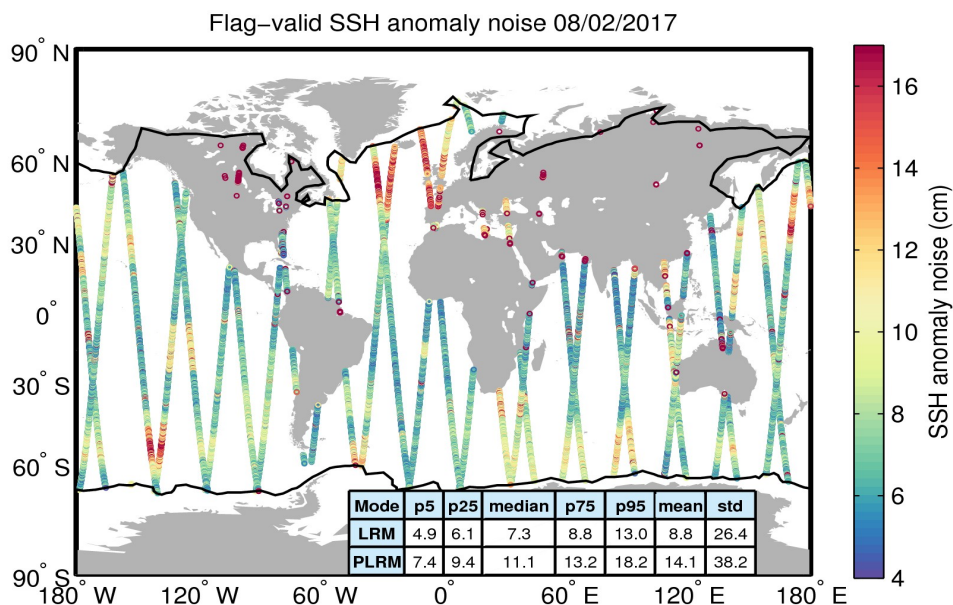 Flag−valid SSH anomaly noise 08/02/2017
90° N
60° N
30° N
0°
30° S
60° S
90° S
180° W 120° W 60° W 0° 60° E 120° E 180° E
Mode p5 p25 median p75 p95 mean std
LRM 4.9 6.1 7.3 8.8 13.0 8.8 26.4
PLRM 7.4 9.4 11.1 13.2 18.2 14.1 38.2
16
14
12
10
8
6
4
SSH anomaly noise (cm)